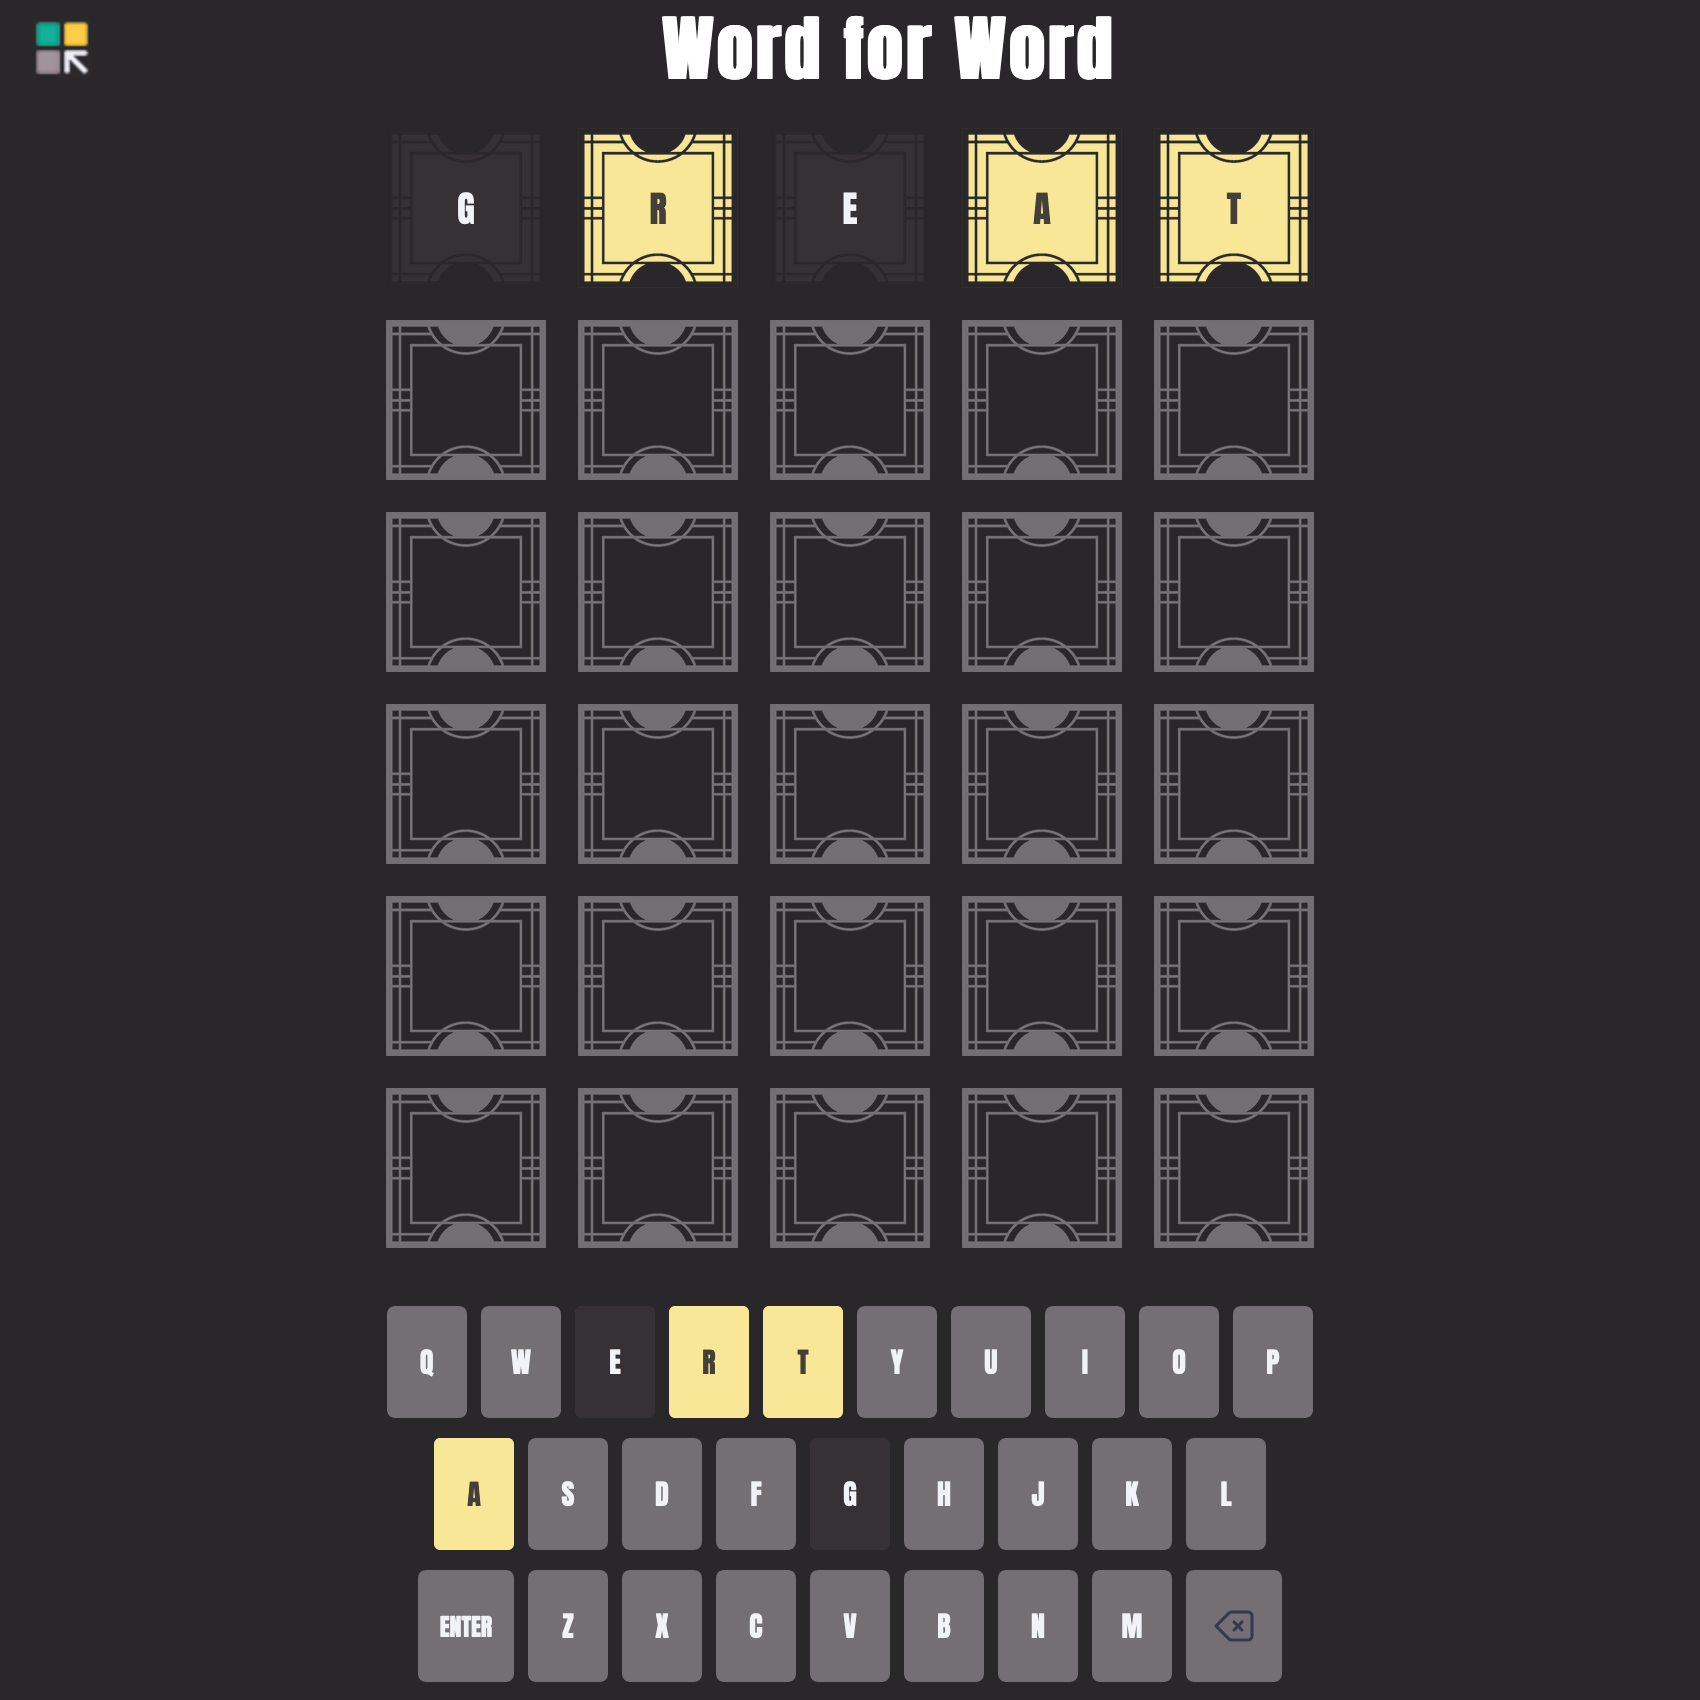 Word for Word
G R E A T
Q W E R T Y U I O P
A S D F G H J K L
ENTER Z X C V B N M